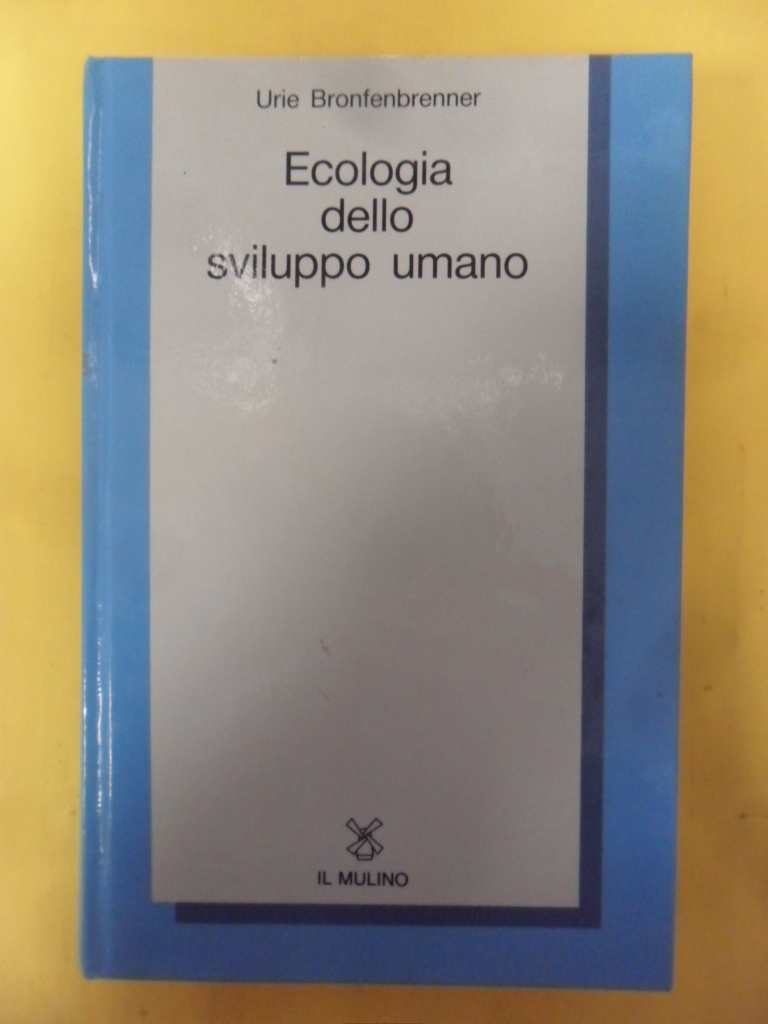 Urie Bronfenbrenner
Ecologia
dello
sviluppo umano
IL MULINO